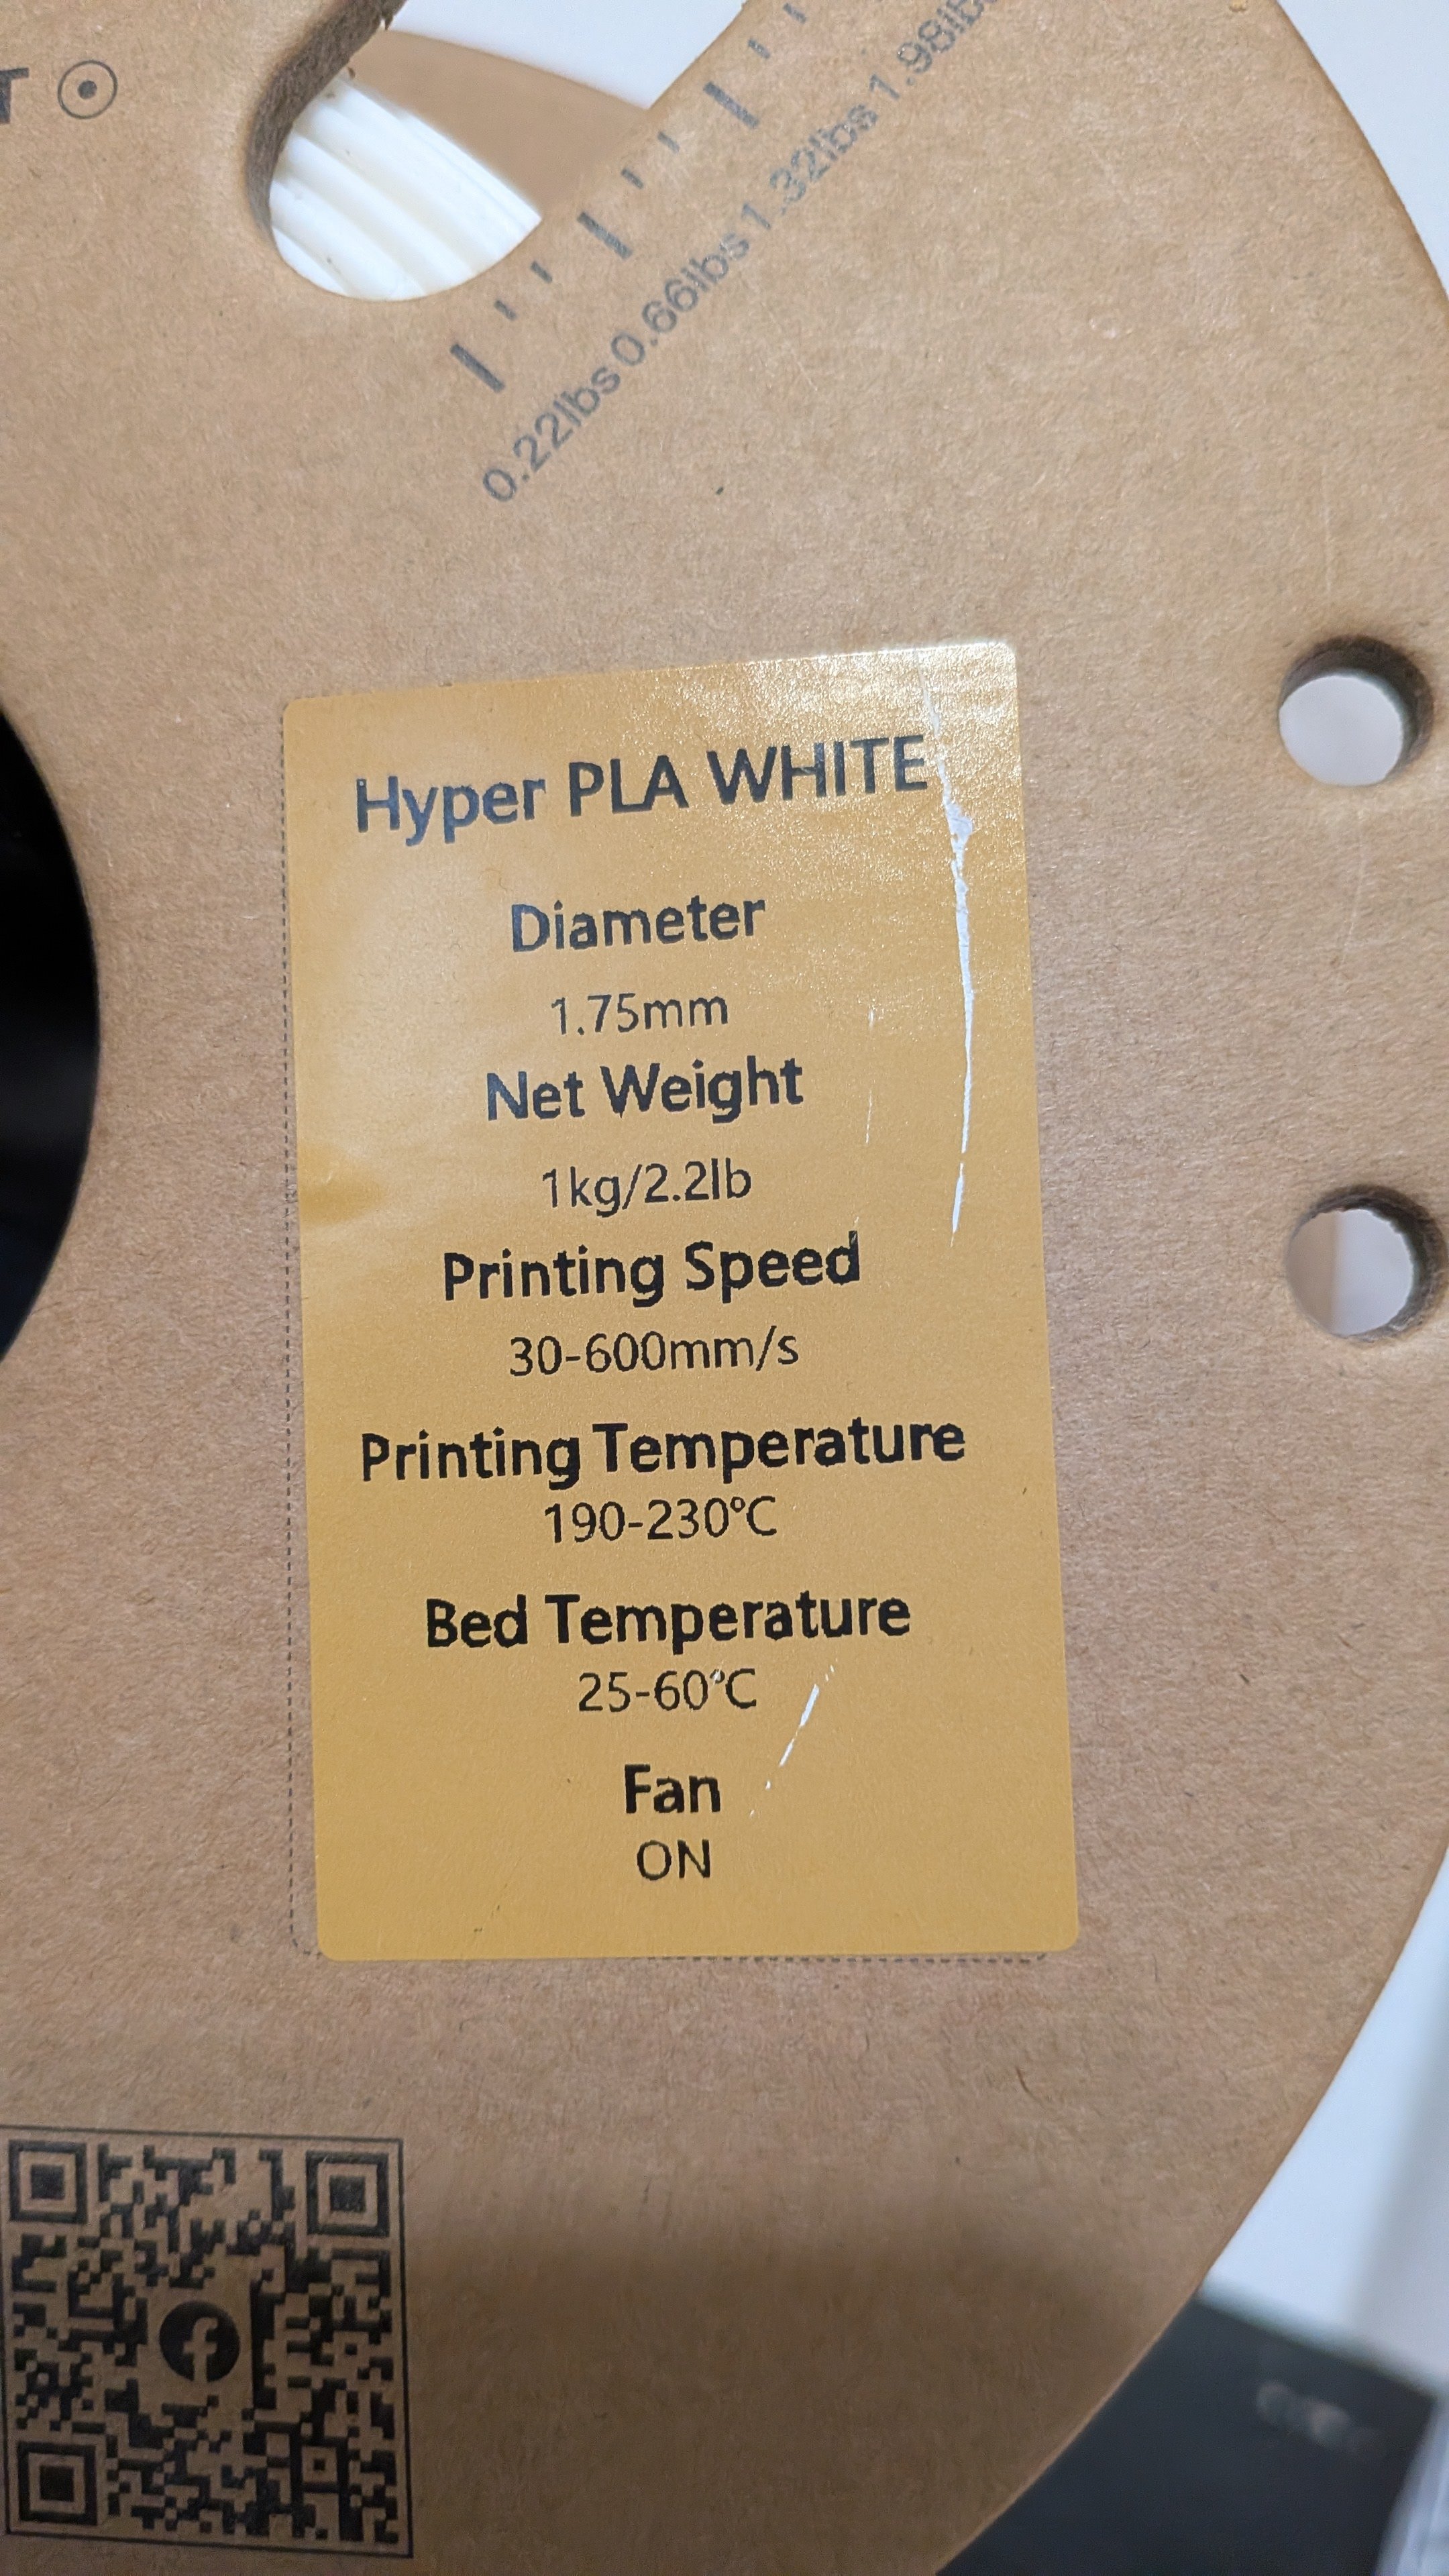 T
0.22lbs 0.66lbs 1.32lbs 1.98lbs
Hyper PLA WHITE
Diameter
1.75mm
Net Weight
1kg/2.2lb
Printing Speed
30-600mm/s
Printing Temperature
190-230℃
Bed Temperature
25-60℃
Fan
ON